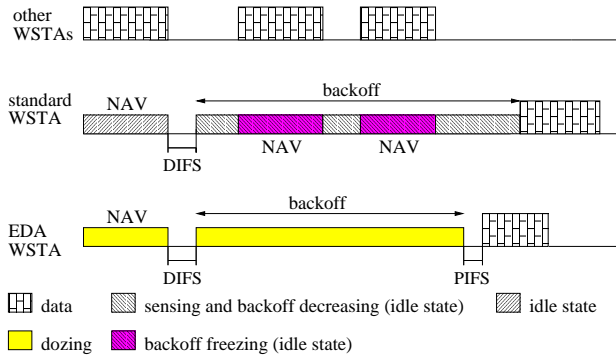 other
WSTAs
standard
WSTA
NAV
backoff
NAV
NAV
DIFS
EDA
WSTA
NAV
backoff
DIFS
PIFS
data
sensing and backoff decreasing (idle state)
idle state
dozing
backoff freezing (idle state)